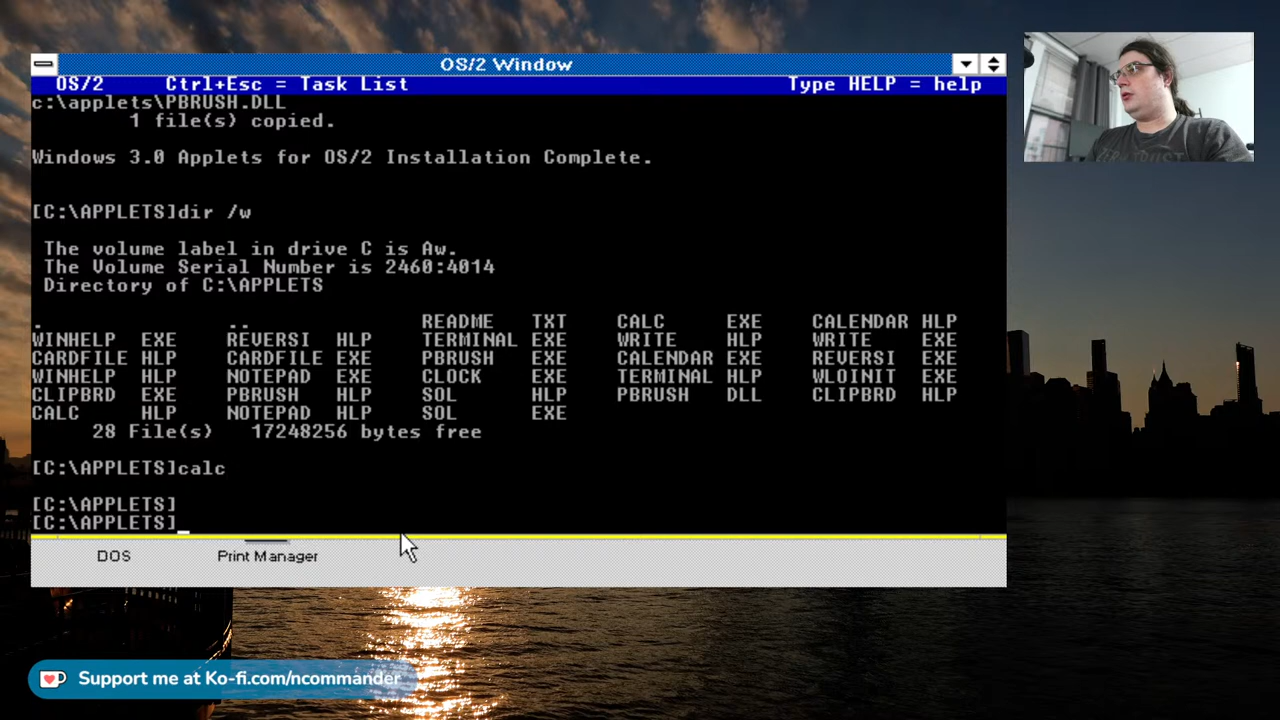 OS/2 Window
OS/2 Ctrl+Esc = Task List Type HELP = help
c:\applets\PBRUSH.DLL
1 file(s) copied.
Windows 3.0 Applets for OS/2 Installation Complete.
[C:\APPLETS]dir /w
The volume label in drive C is Aw.
The Volume Serial Number is 2460:4014
Directory of C:\APPLETS
. .. README TXT CALC EXE CALENDAR HLP
WINHELP EXE REVERSI HLP TERMINAL EXE WRITE HLP WRITE EXE
CARDFILE HLP CARDFILE EXE PBRUSH EXE CALENDAR EXE REVERSI EXE
WINHELP HLP NOTEPAD EXE CLOCK EXE TERMINAL HLP WLOINIT EXE
CLIPBRD EXE PBRUSH HLP SOL HLP PBRUSH DLL CLIPBRD HLP
CALC HLP NOTEPAD HLP SOL EXE
28 File(s) 17248256 bytes free
[C:\APPLETS]calc
[C:\APPLETS]
[C:\APPLETS]
DOS Print Manager
Support me at Ko-fi.com/ncommander